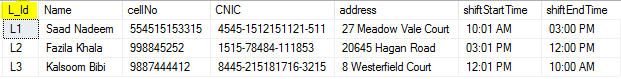 L_Id Name cellNo CNIC address shiftStartTime shiftEndTime
L1 Saad Nadeem 554515153315 4545-1512151121-511 27 Meadow Vale Court 10:01 AM 03:00 PM
L2 Fazila Khala 998845252 1515-78484-111853 20645 Hagan Road 03:01 PM 12:00 PM
L3 Kalsoom Bibi 9887444412 8445-215181716-3215 8 Westerfield Court 12:01 PM 10:00 AM